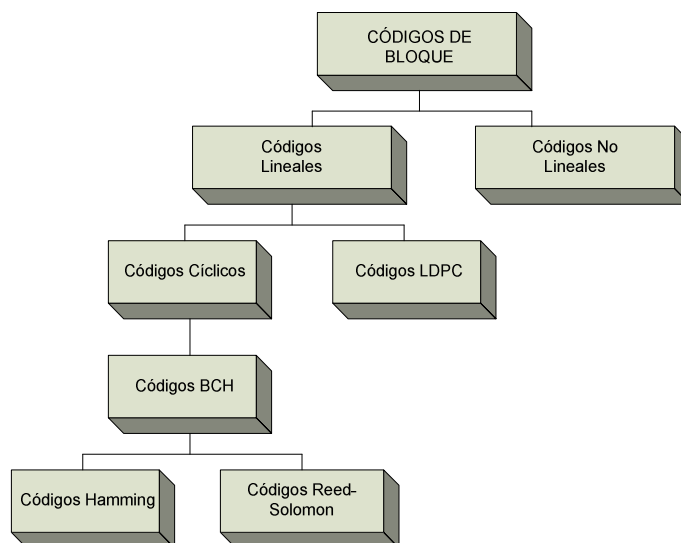 CÓDIGOS DE
BLOQUE
Códigos
Lineales
Códigos No
Lineales
Códigos Cíclicos
Códigos LDPC
Códigos BCH
Códigos Hamming
Códigos Reed-
Solomon